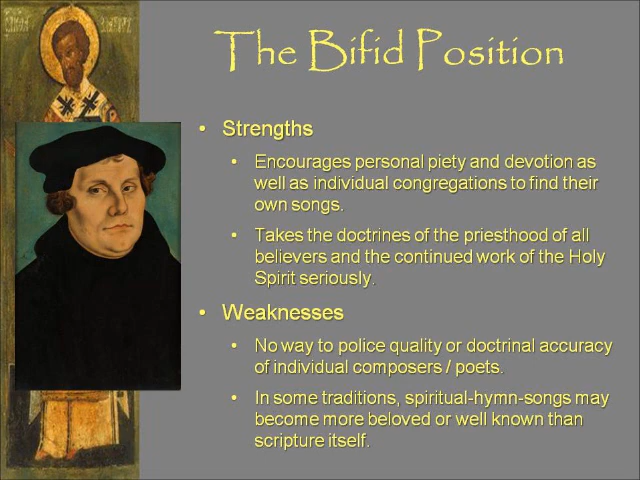 The Bifid Position
• Strengths
• Encourages personal piety and devotion as
well as individual congregations to find their
own songs.
• Takes the doctrines of the priesthood of all
believers and the continued work of the Holy
Spirit seriously.
• Weaknesses
• No way to police quality or doctrinal accuracy
of individual composers / poets.
• In some traditions, spiritual-hymn-songs may
become more beloved or well known than
scripture itself.